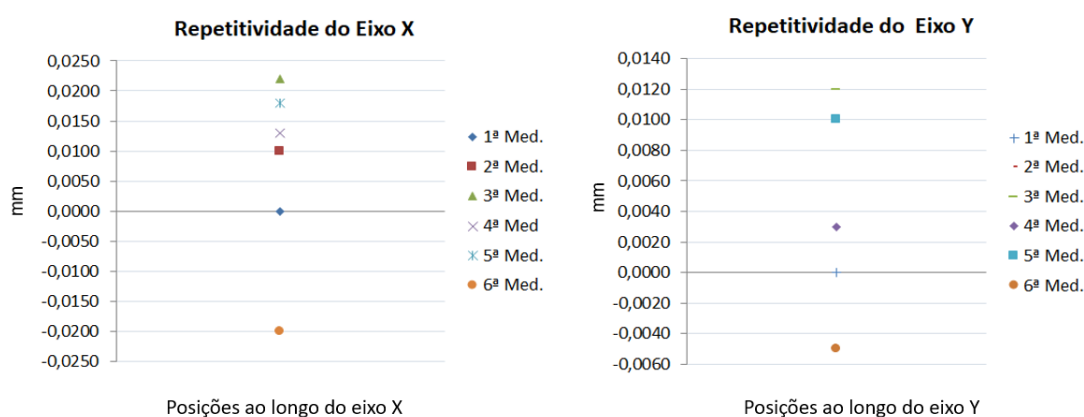 Repetitividade do Eixo X
0,0250
0,0200
0,0150
0,0100
0,0050
0,0000
-0,0050
-0,0100
-0,0150
-0,0200
-0,0250
mm
1ª Med.
2ª Med.
3ª Med.
4ª Med
5ª Med.
6ª Med.
Posições ao longo do eixo X
Repetitividade do Eixo Y
0,0140
0,0120
0,0100
0,0080
0,0060
0,0040
0,0020
0,0000
-0,0020
-0,0040
-0,0060
mm
1ª Med.
2ª Med.
3ª Med.
4ª Med.
5ª Med.
6ª Med.
Posições ao longo do eixo Y